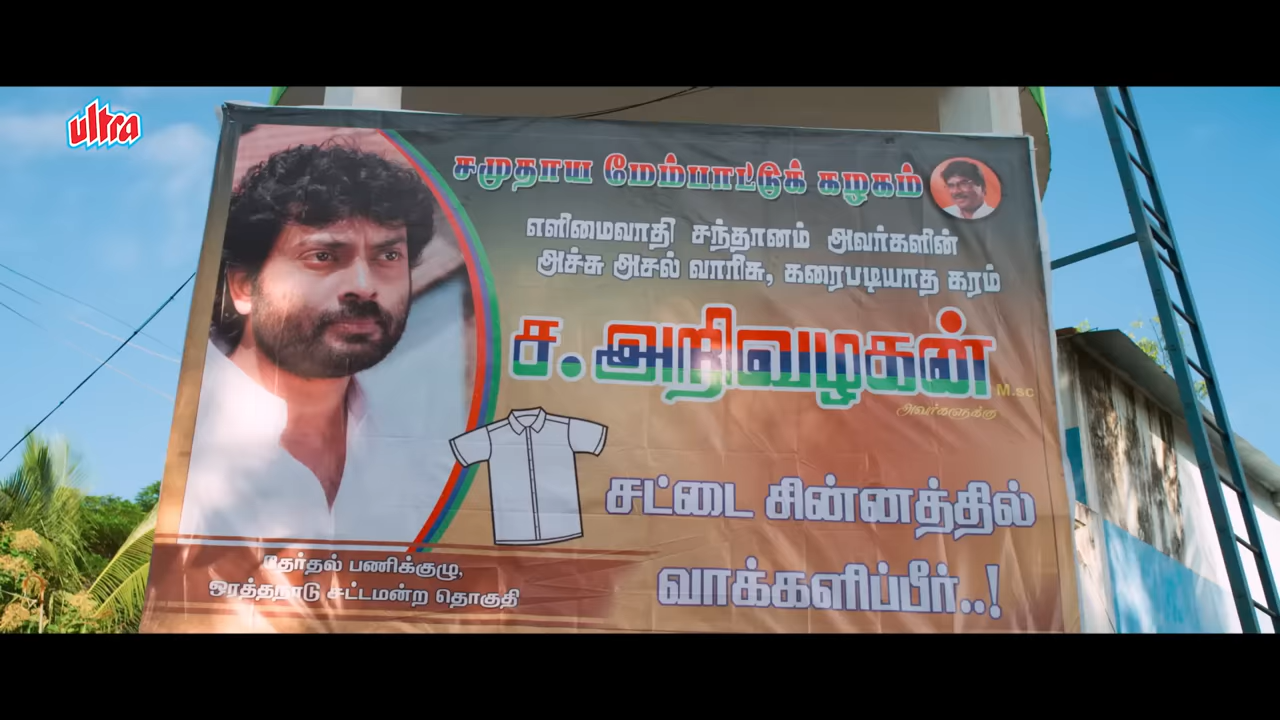 ultra
சமுதாய மேம்பாட்டுக் கழகம்
எளிமைவாதி சந்தானம் அவர்களின்
அச்சு அசல் வாரிசு, கரைபடியாத கரம்
ச.அறிவழகன் M.sc
அவர்களுக்கு
சட்டை சின்னத்தில்
வாக்களிப்பீர்..!
தேர்தல் பணிக்குழு,
ஒரத்தநாடு சட்டமன்ற தொகுதி